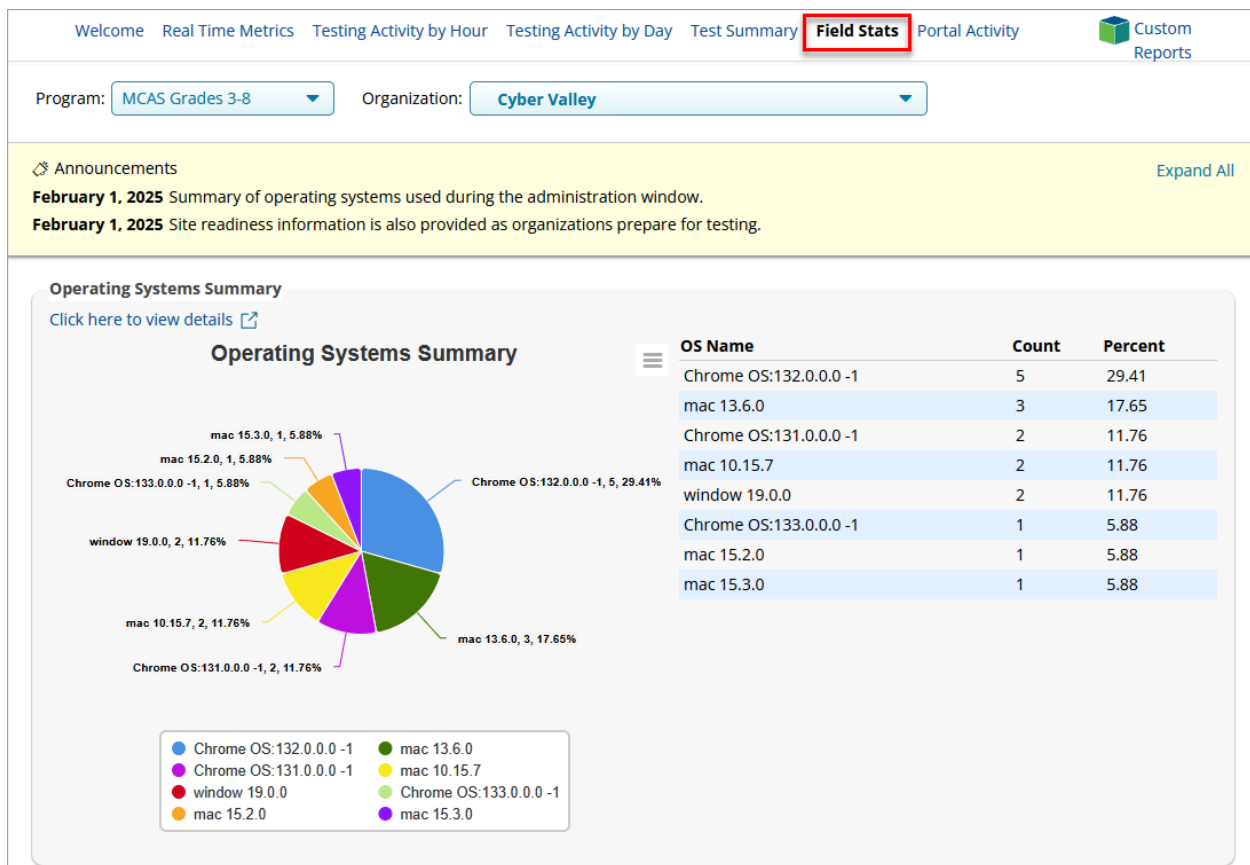 Welcome Real Time Metrics Testing Activity by Hour Testing Activity by Day Test Summary Field Stats Portal Activity Custom
Reports
Program: MCAS Grades 3-8 Organization: Cyber Valley
Announcements Expand All
February 1, 2025 Summary of operating systems used during the administration window.
February 1, 2025 Site readiness information is also provided as organizations prepare for testing.
Operating Systems Summary
Click here to view details
Operating Systems Summary
mac 15.3.0, 1, 5.88%
mac 15.2.0, 1, 5.88%
Chrome OS:133.0.0.0 -1, 1, 5.88%
Chrome OS:132.0.0.0 -1, 5, 29.41%
window 19.0.0, 2, 11.76%
mac 10.15.7, 2, 11.76%
mac 13.6.0, 3, 17.65%
Chrome OS:131.0.0.0 -1, 2, 11.76%
Chrome OS:132.0.0.0 -1 mac 13.6.0
Chrome OS:131.0.0.0 -1 mac 10.15.7
window 19.0.0 Chrome OS:133.0.0.0 -1
mac 15.2.0 mac 15.3.0
OS Name Count Percent
Chrome OS:132.0.0.0 -1 5 29.41
mac 13.6.0 3 17.65
Chrome OS:131.0.0.0 -1 2 11.76
mac 10.15.7 2 11.76
window 19.0.0 2 11.76
Chrome OS:133.0.0.0 -1 1 5.88
mac 15.2.0 1 5.88
mac 15.3.0 1 5.88